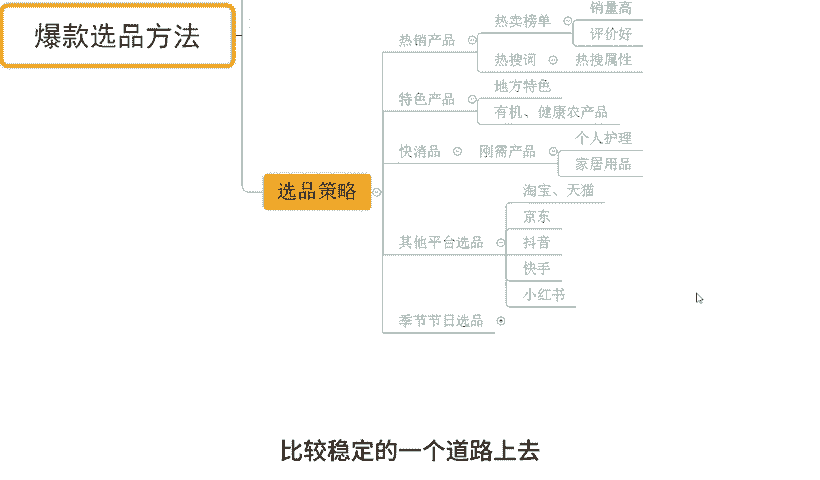 爆款选品方法
选品策略
热销产品
热卖榜单
销量高
评价好
热搜词
热搜属性
特色产品
地方特色
有机、健康农产品
快消品
刚需产品
个人护理
家居用品
其他平台选品
淘宝、天猫
京东
抖音
快手
小红书
季节节日选品
比较稳定的一个道路上去